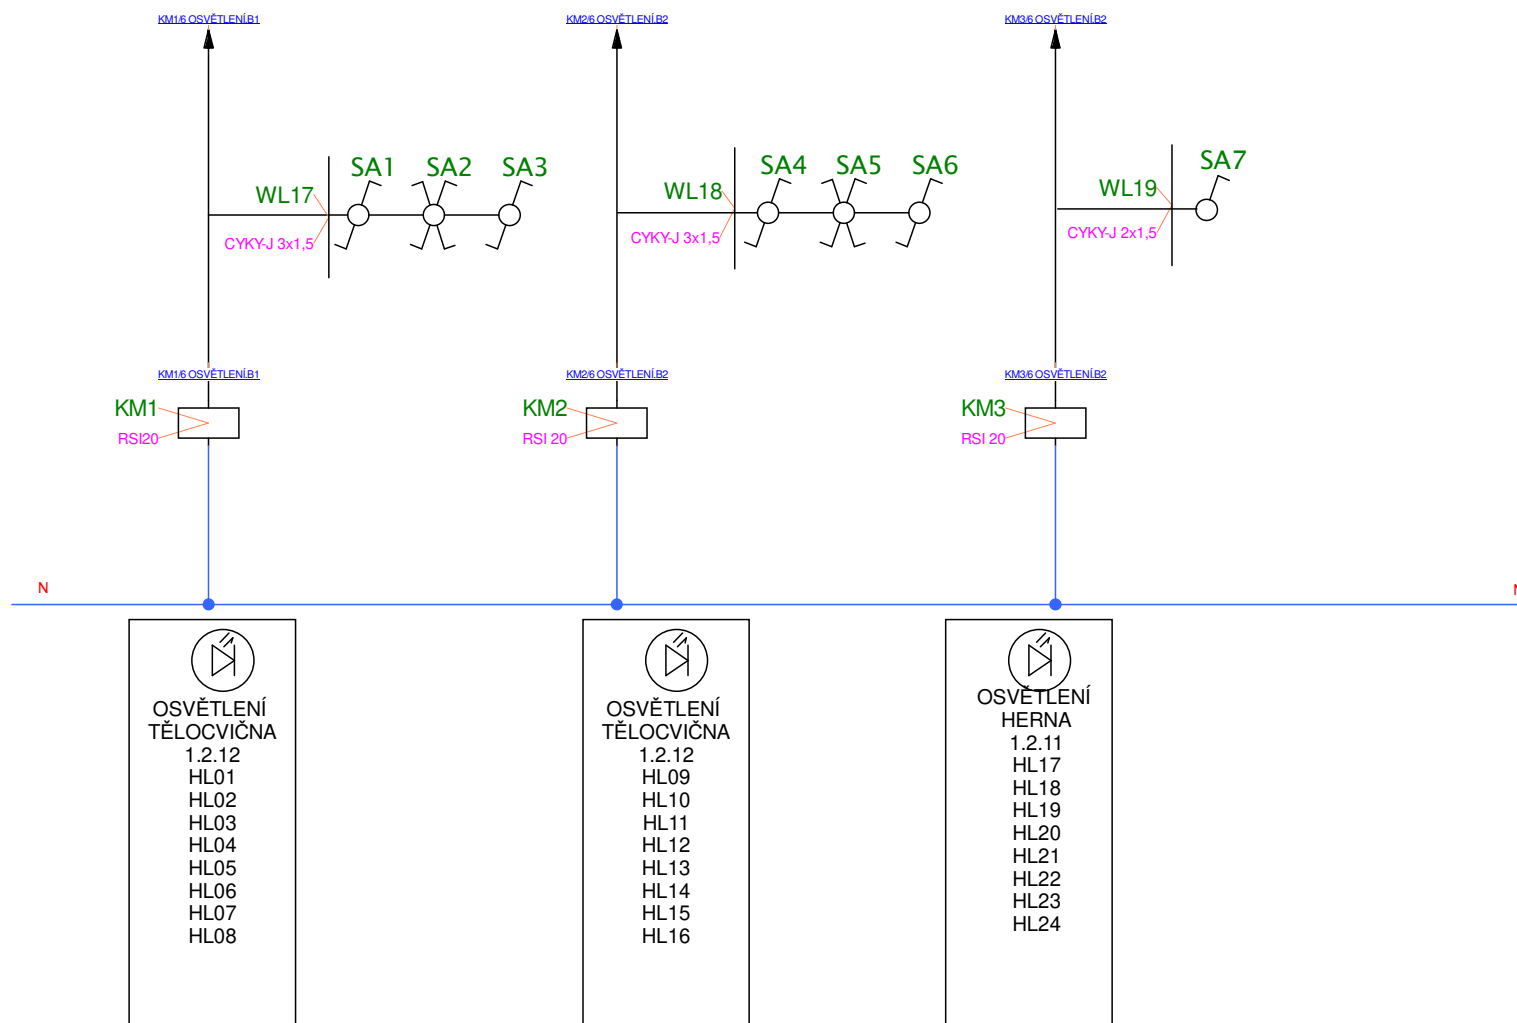 KM1/6 OSVĚTLENÍ.B1
KM2/6 OSVĚTLENÍ.B2
KM3/6 OSVĚTLENÍ.B2
SA1
SA2
SA3
WL17
CYKY-J 3x1,5
SA4
SA5
SA6
WL18
CYKY-J 3x1,5
SA7
WL19
CYKY-J 2x1,5
KM1/6 OSVĚTLENÍ.B1
KM2/6 OSVĚTLENÍ.B2
KM3/6 OSVĚTLENÍ.B2
KM1
RSI20
KM2
RSI 20
KM3
RSI 20
N
OSVĚTLENÍ
TĚLOCVIČNA
1.2.12
HL01
HL02
HL03
HL04
HL05
HL06
HL07
HL08
OSVĚTLENÍ
TĚLOCVIČNA
1.2.12
HL09
HL10
HL11
HL12
HL13
HL14
HL15
HL16
OSVĚTLENÍ
HERNA
1.2.11
HL17
HL18
HL19
HL20
HL21
HL22
HL23
HL24